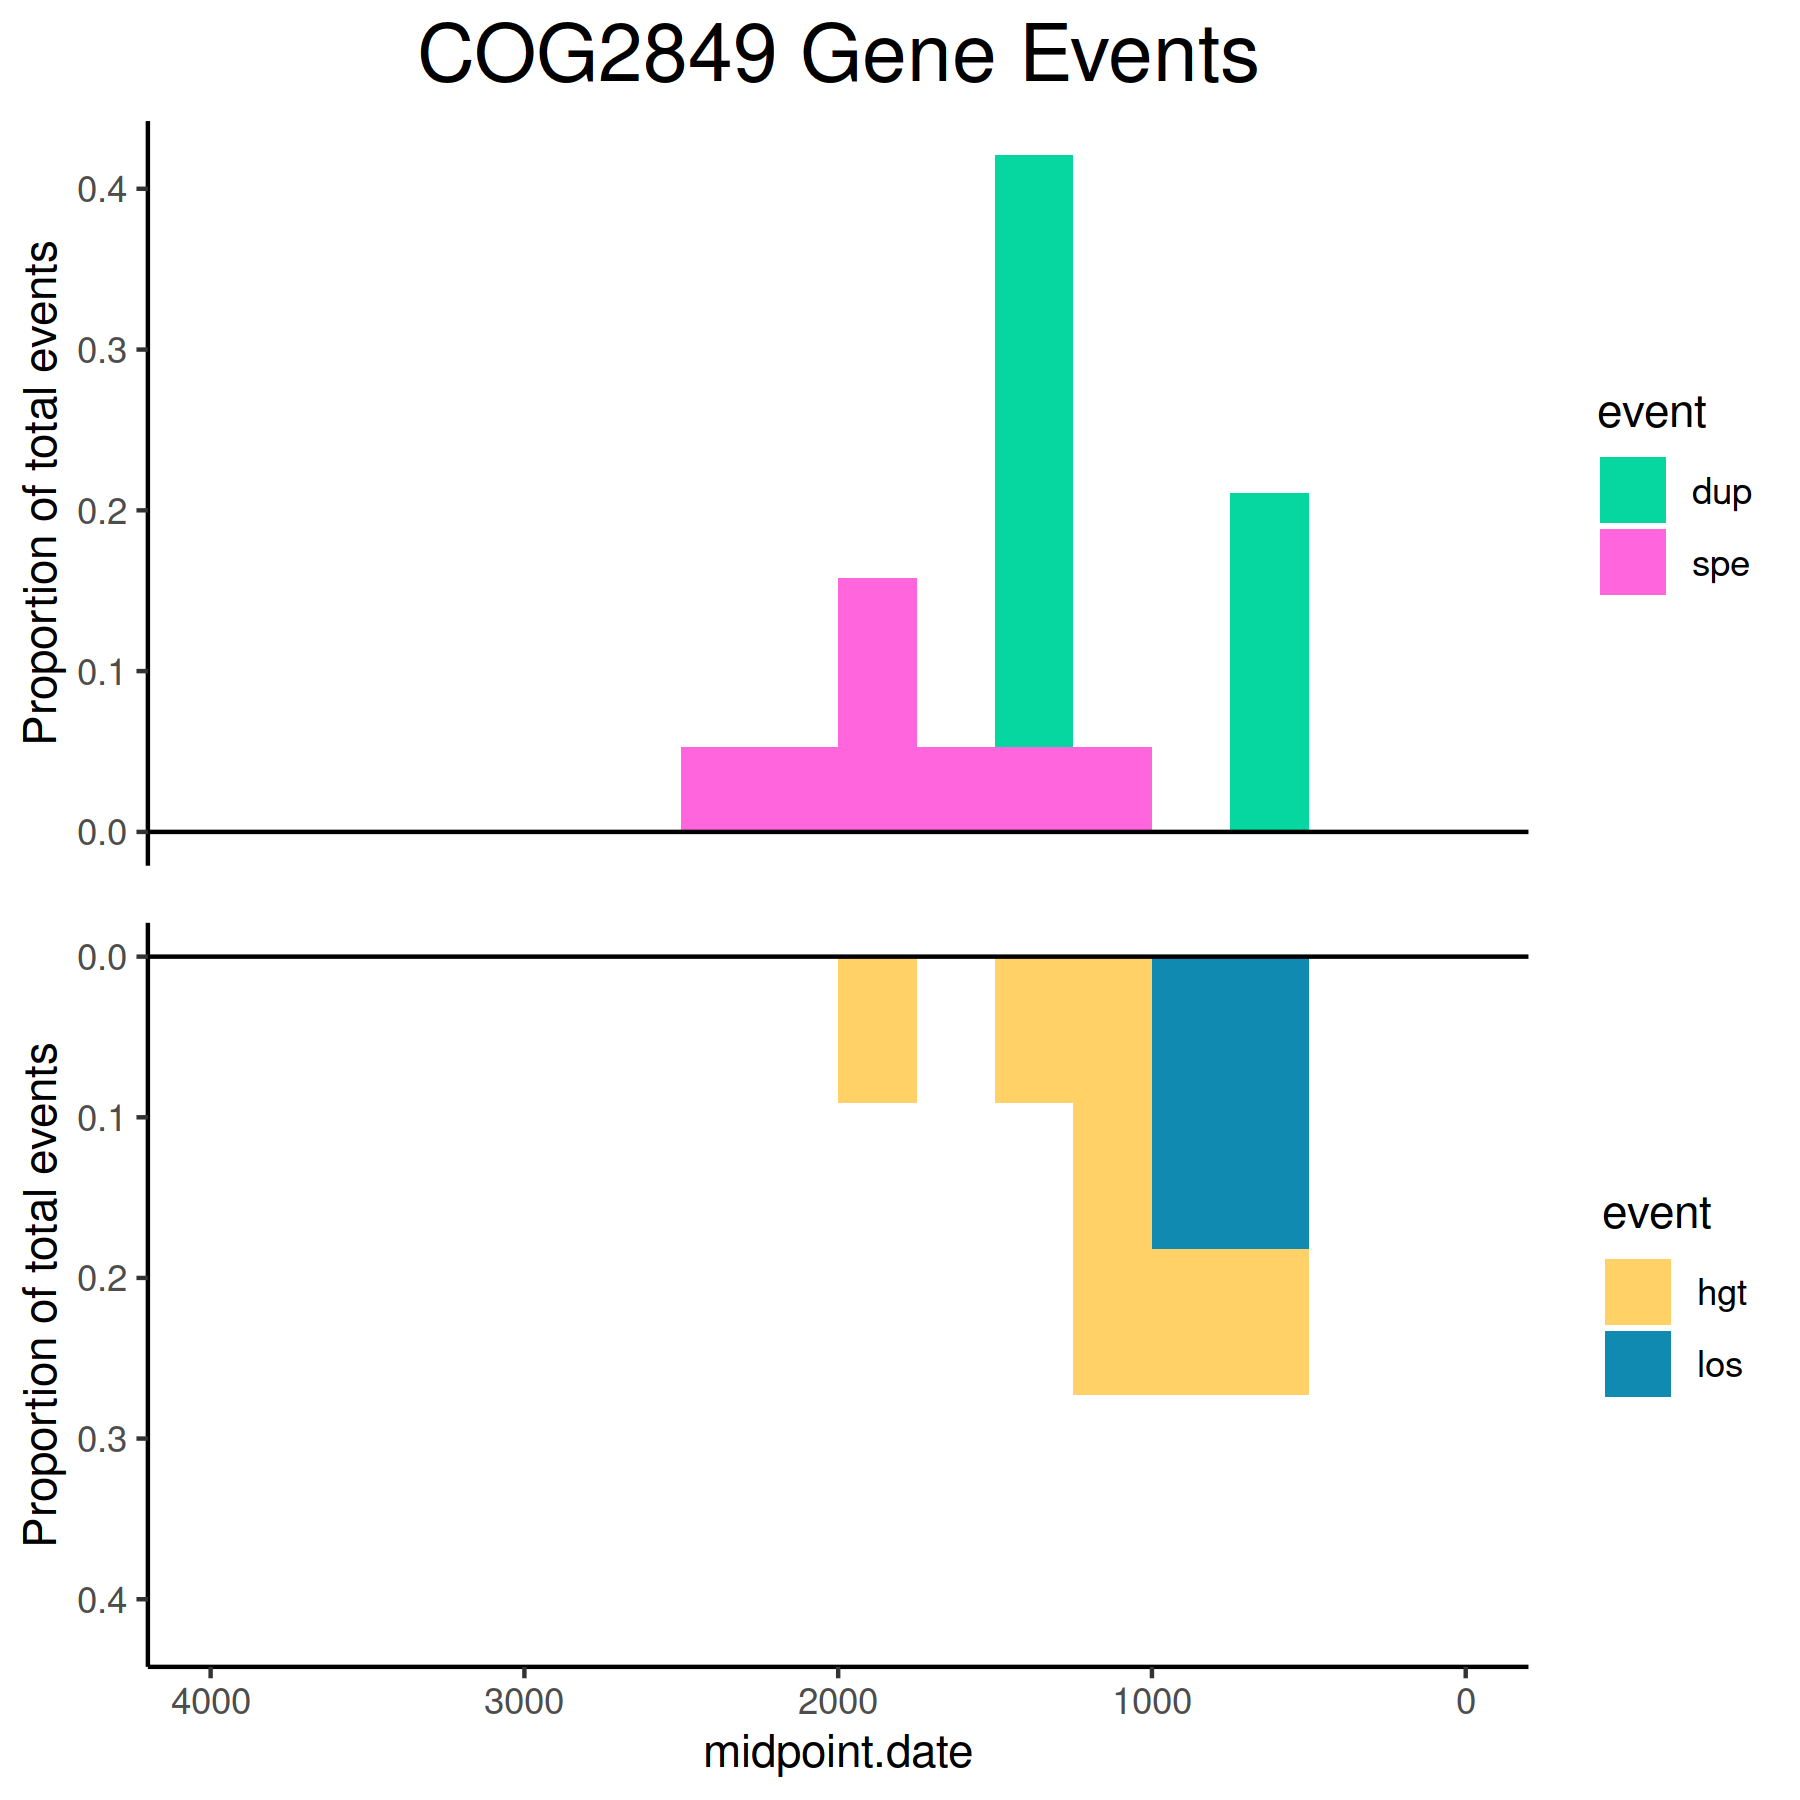 COG2849 Gene Events
Proportion of total events
0.4
0.3
0.2
0.1
0.0
event
dup
spe
Proportion of total events
0.0
0.1
0.2
0.3
0.4
event
hgt
los
4000 3000 2000 1000 0
midpoint.date